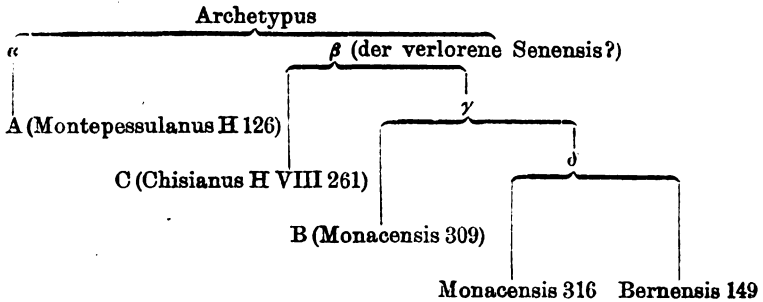 Archetypus
α
β (der verlorene Senensis?)
γ
A (Montepessulanus H 126)
δ
C (Chisianus H VIII 261)
B (Monacensis 309)
Monacensis 316 Bernensis 149